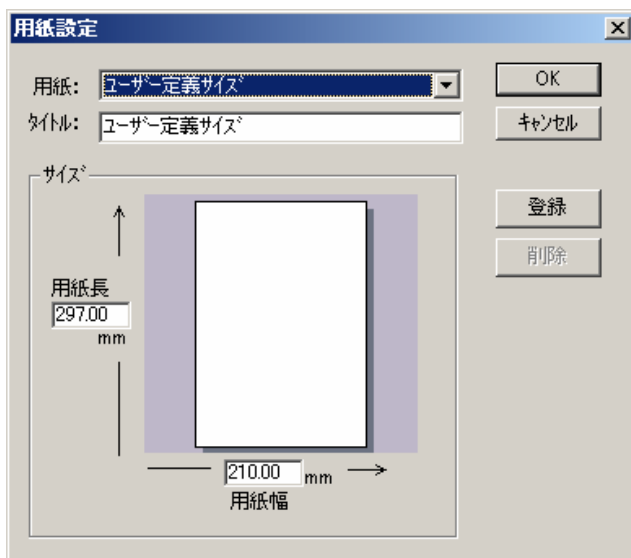 用紙設定
用紙: ﾕｰｻﾞｰ定義ｻｲｽﾞ
OK
ﾀｲﾄﾙ: ﾕｰｻﾞｰ定義ｻｲｽﾞ
ｷｬﾝｾﾙ
ｻｲｽﾞ
登録
削除
用紙長
297.00
mm
210.00 mm
用紙幅